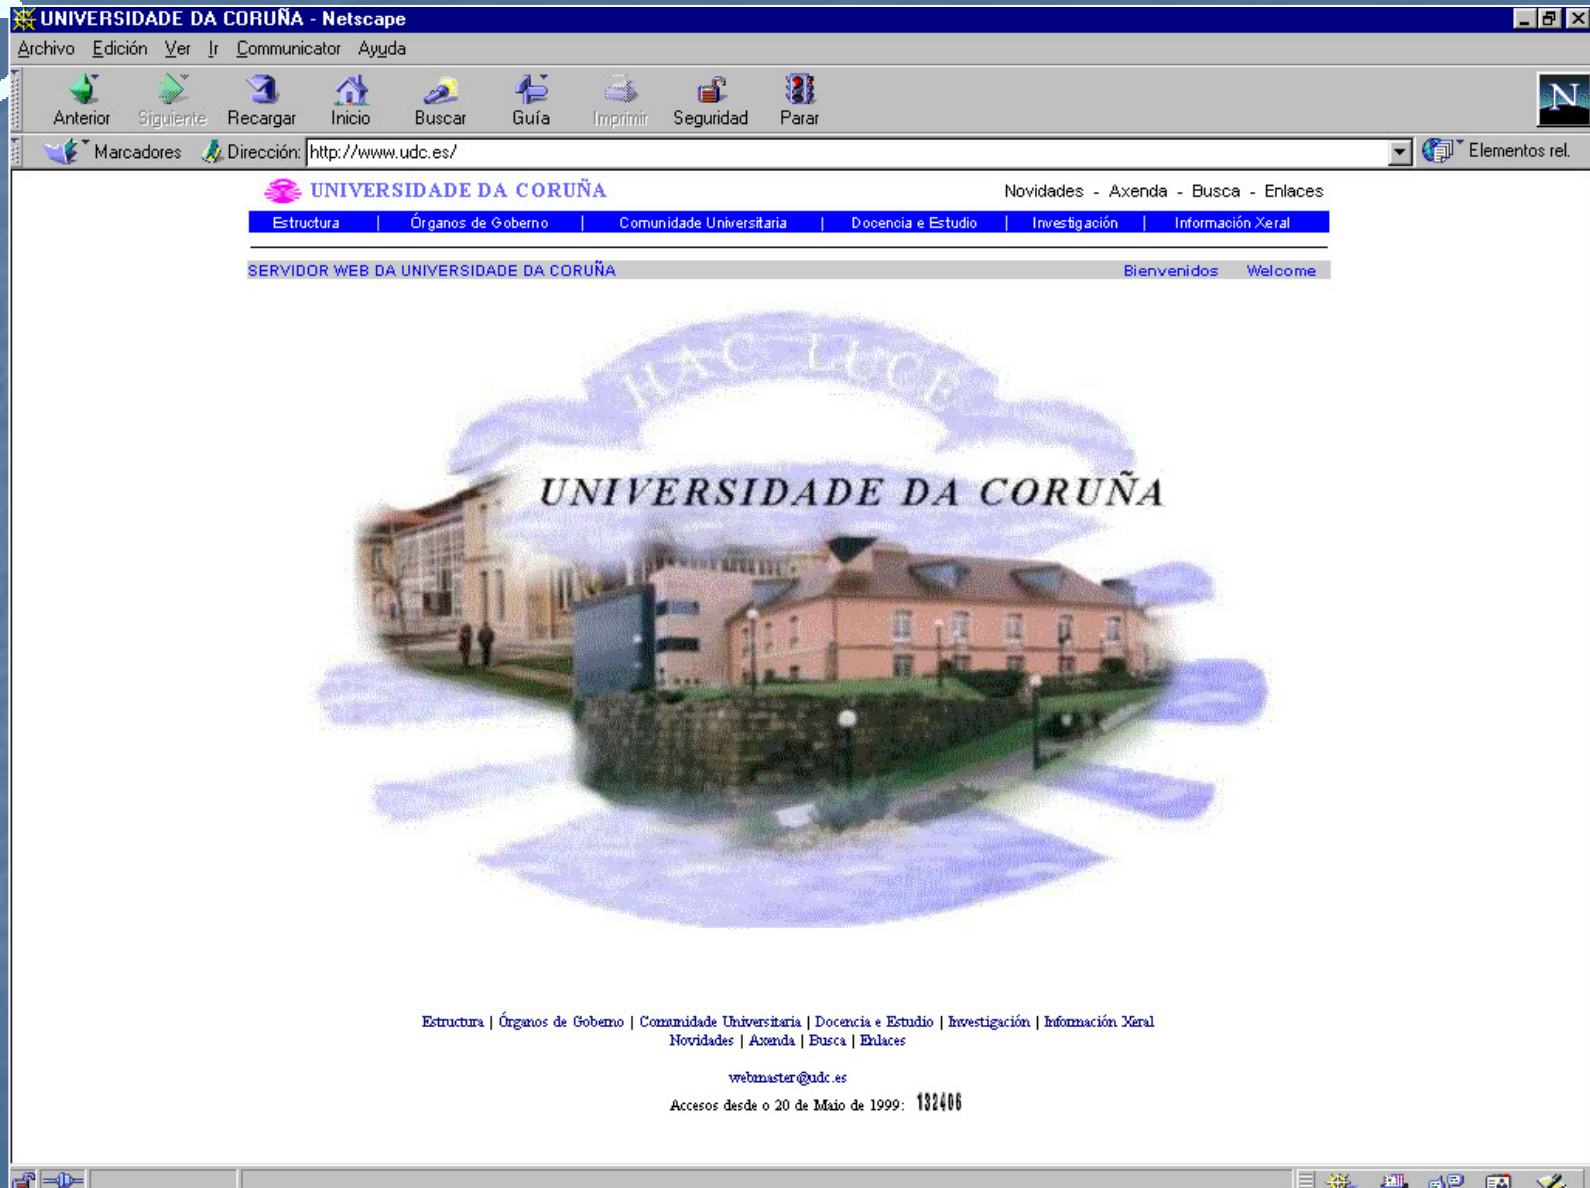 UNIVERSIDADE DA CORUÑA - Netscape
Archivo Edición Ver Ir Communicator Ayuda
Anterior Siguiente Recargar Inicio Buscar Guía Imprimir Seguridad Parar
N
Marcadores Dirección: http://www.udc.es/ Elementos rel.
UNIVERSIDADE DA CORUÑA Novidades - Axenda - Busca - Enlaces
Estructura | Órganos de Goberno | Comunidade Universitaria | Docencia e Estudio | Investigación | Información Xeral
SERVIDOR WEB DA UNIVERSIDADE DA CORUÑA Bienvenidos Welcome
HAC LUCE
UNIVERSIDADE DA CORUÑA
Estructura | Órganos de Goberno | Comunidade Universitaria | Docencia e Estudio | Investigación | Información Xeral
Novidades | Axenda | Busca | Enlaces
webmaster@udc.es
Accesos desde o 20 de Maio de 1999: 132406